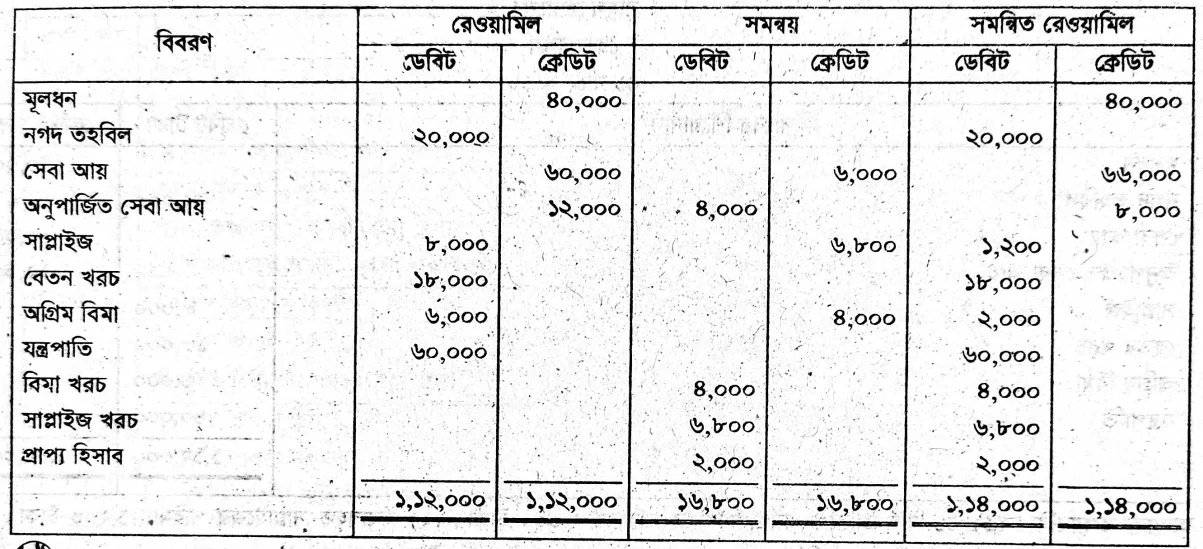 বিবরণ রেওয়ামিল সমন্বয় সমন্বিত রেওয়ামিল
ডেবিট ক্রেডিট ডেবিট ক্রেডিট ডেবিট ক্রেডিট
মূলধন ৪০,০০০ ৪০,০০০
নগদ তহবিল ২০,০০০ ২০,০০০
সেবা আয় ৬০,০০০ ৬,০০০ ৬৬,০০০
অনুপার্জিত সেবা আয় ১২,০০০ ৪,০০০ ৮,০০০
সাপ্লাইজ ৮,০০০ ৬,৮০০ ১,২০০
বেতন খরচ ১৮,০০০ ১৮,০০০
অগ্রিম বিমা ৬,০০০ ৪,০০০ ২,০০০
যন্ত্রপাতি ৬০,০০০ ৬০,০০০
বিমা খরচ ৪,০০০ ৪,০০০
সাপ্লাইজ খরচ ৬,৮০০ ৬,৮০০
প্রাপ্য হিসাব ২,০০০ ২,০০০
১,১২,০০০ ১,১২,০০০ ১৬,৮০০ ১৬,৮০০ ১,১৪,০০০ ১,১৪,০০০